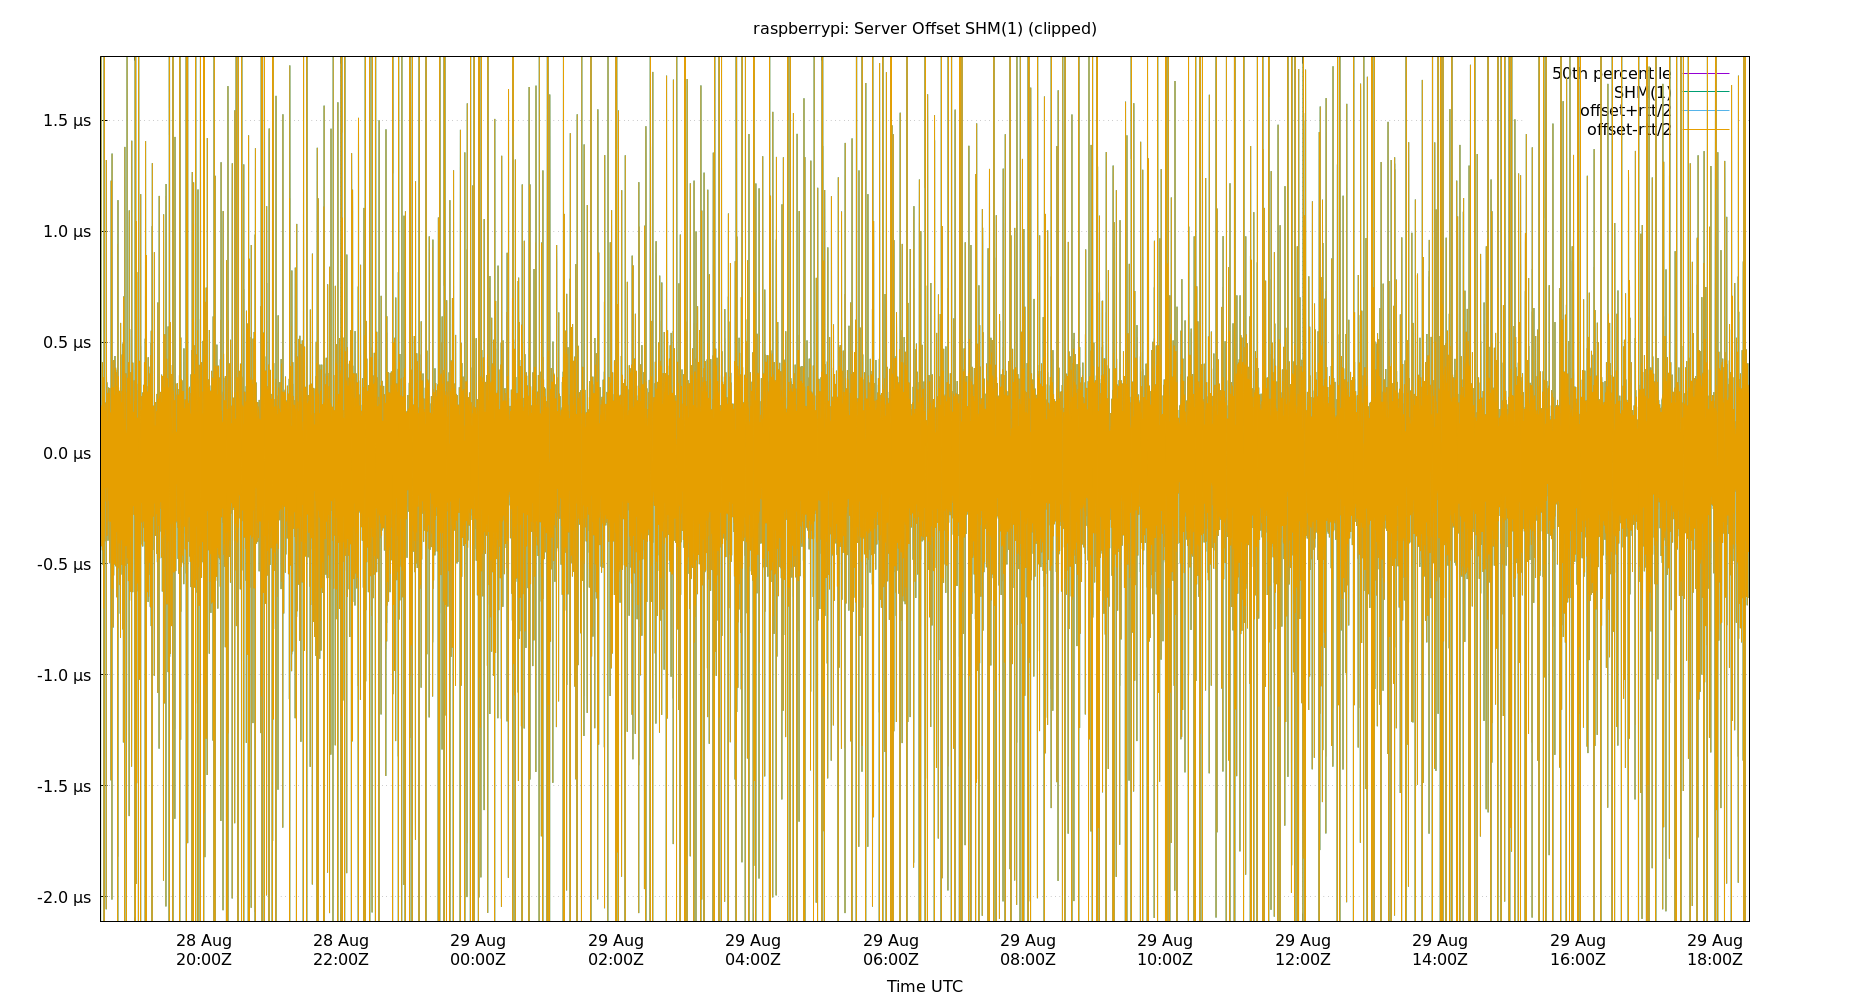 raspberrypi: Server Offset SHM(1) (clipped)
50th percentile
SHM(1)
offset+rtt/2
offset-rtt/2
1.5 µs
1.0 µs
0.5 µs
0.0 µs
-0.5 µs
-1.0 µs
-1.5 µs
-2.0 µs
28 Aug 28 Aug 29 Aug 29 Aug 29 Aug 29 Aug 29 Aug 29 Aug 29 Aug 29 Aug 29 Aug 29 Aug
20:00Z 22:00Z 00:00Z 02:00Z 04:00Z 06:00Z 08:00Z 10:00Z 12:00Z 14:00Z 16:00Z 18:00Z
Time UTC